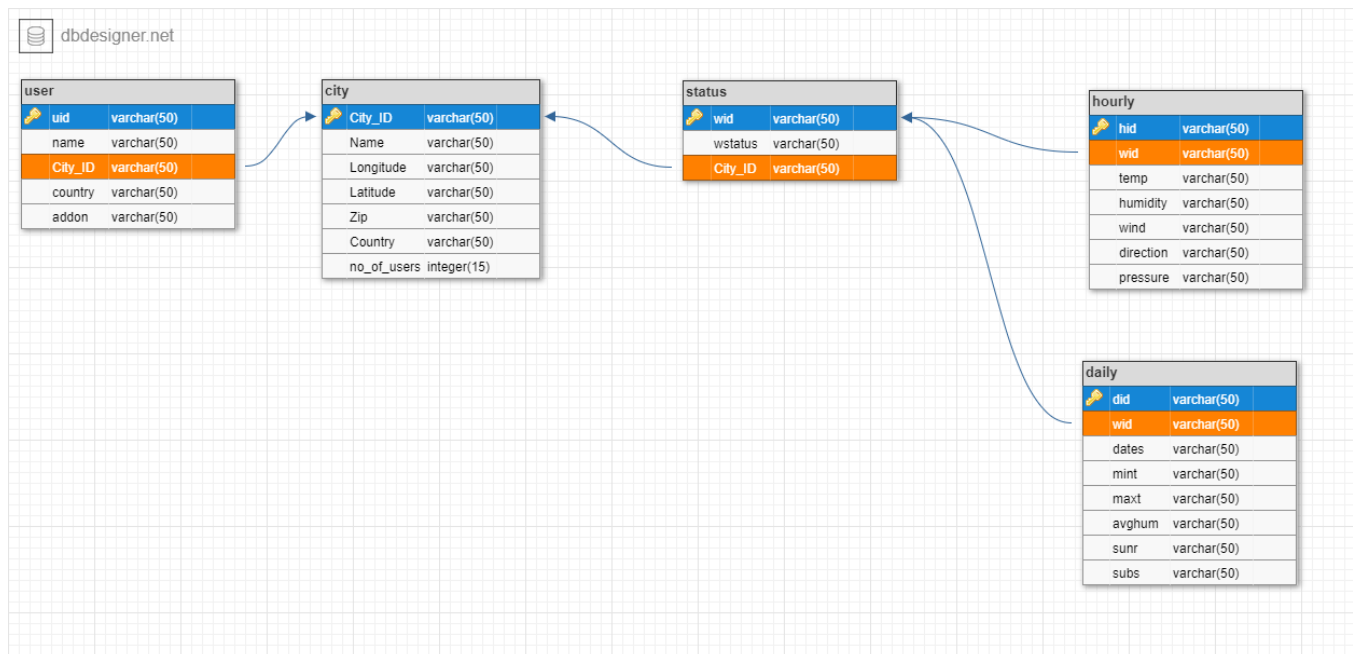 dbdesigner.net
user
uid varchar(50)
name varchar(50)
City_ID varchar(50)
country varchar(50)
addon varchar(50)
city
City_ID varchar(50)
Name varchar(50)
Longitude varchar(50)
Latitude varchar(50)
Zip varchar(50)
Country varchar(50)
no_of_users integer(15)
status
wid varchar(50)
wstatus varchar(50)
City_ID varchar(50)
hourly
hid varchar(50)
wid varchar(50)
temp varchar(50)
humidity varchar(50)
wind varchar(50)
direction varchar(50)
pressure varchar(50)
daily
did varchar(50)
wid varchar(50)
dates varchar(50)
mint varchar(50)
maxt varchar(50)
avghum varchar(50)
sunr varchar(50)
subs varchar(50)